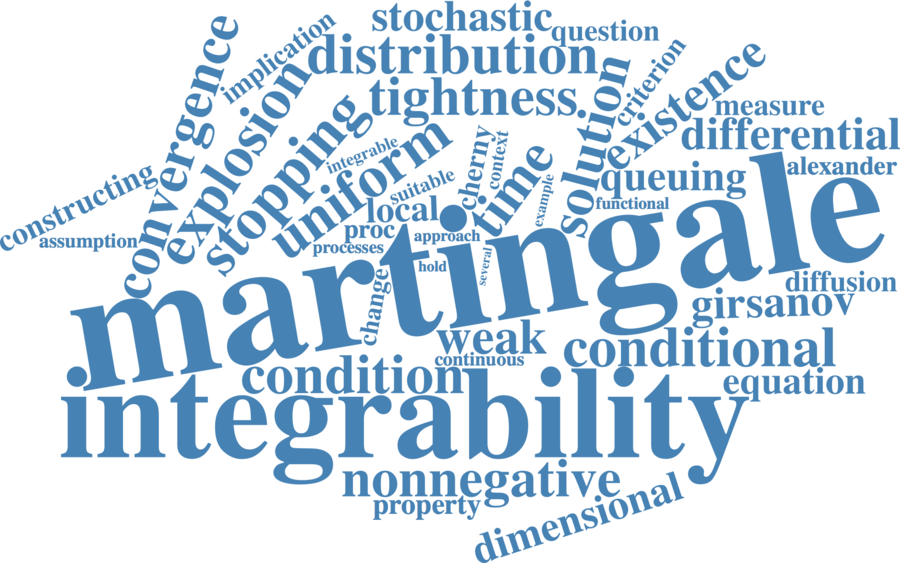 stochastic
question
implication
distribution
convergence
explosion
tightness
solution
criterion
existence
measure
differential
stopping
integrable
uniform
suitable
cherny
context
time
example
queuing
functional
alexander
constructing
assumption
local
proc
processes
approach
hold
several
martingale
change
diffusion
girsanov
weak
continuous
conditional
condition
equation
integrability
nonnegative
property
dimensional